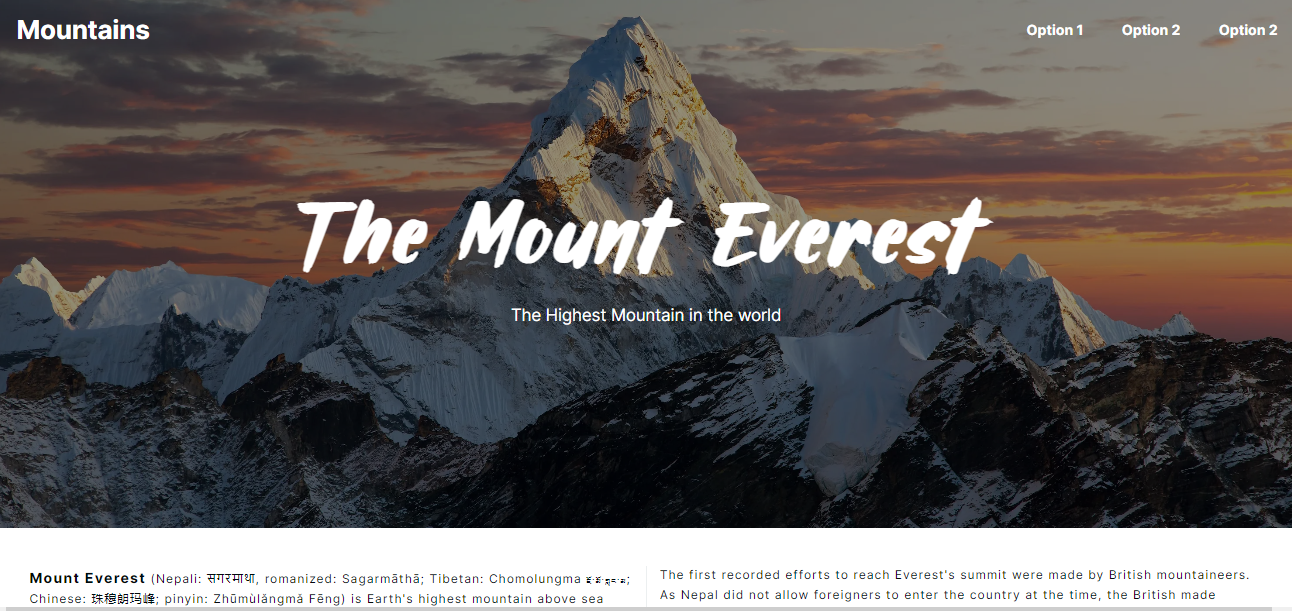 Mountains
Option 1
Option 2
Option 2
The Mount Everest
The Highest Mountain in the world
Mount Everest (Nepali: सगरमाथा, romanized: Sagarmāthā; Tibetan: Chomolungma ;
Chinese: 珠穆朗玛峰; pinyin: Zhūmùlǎngmǎ Fēng) is Earth's highest mountain above sea
The first recorded efforts to reach Everest's summit were made by British mountaineers.
As Nepal did not allow foreigners to enter the country at the time, the British made